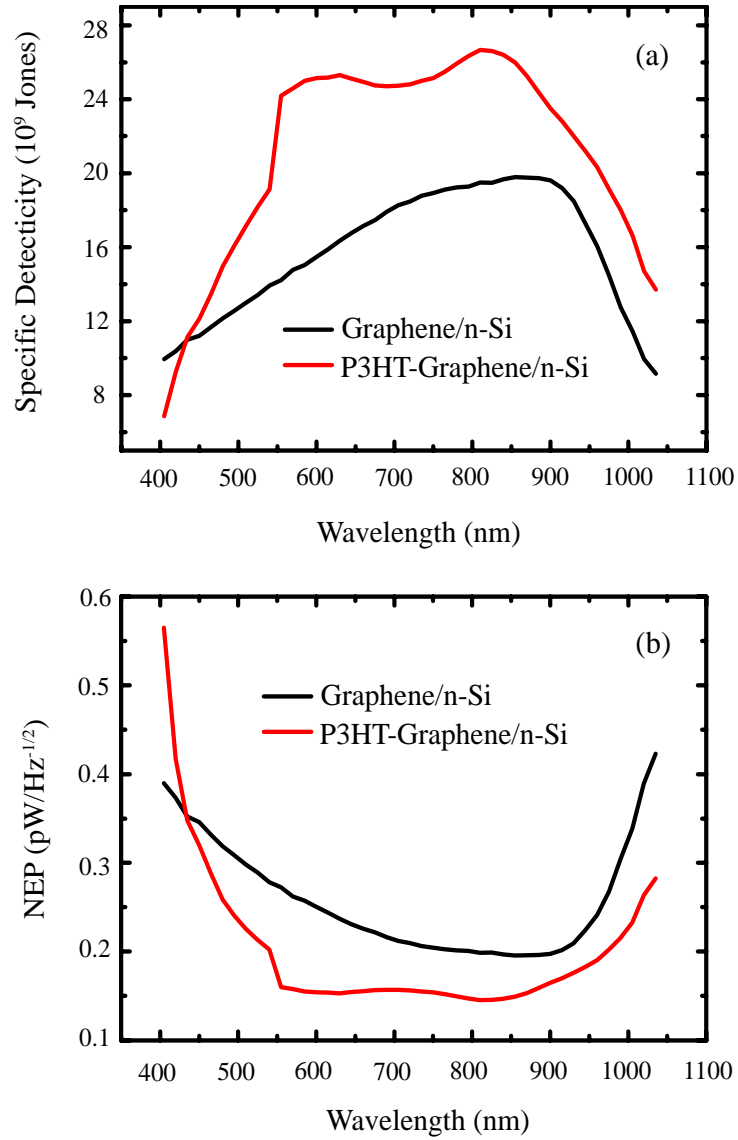 28
24
20
16
12
8
Specific Detecticity (10⁹ Jones)
(a)
Graphene/n-Si
P3HT-Graphene/n-Si
400 500 600 700 800 900 1000 1100
Wavelength (nm)
0.6
0.5
0.4
0.3
0.2
0.1
NEP (pW/Hz⁻¹ᐟ²)
(b)
Graphene/n-Si
P3HT-Graphene/n-Si
400 500 600 700 800 900 1000 1100
Wavelength (nm)